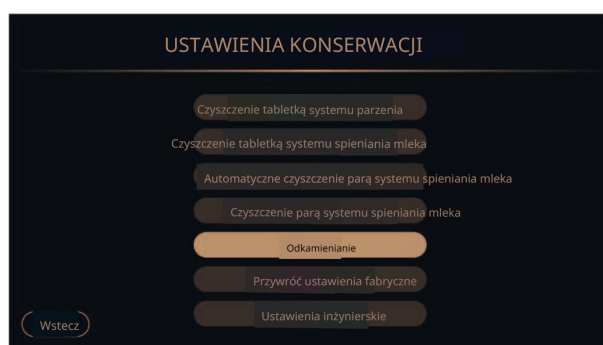 USTAWIENIA KONSERWACJI
Czyszczenie tabletką systemu parzenia
Czyszczenie tabletką systemu spieniania mleka
Automatyczne czyszczenie parą systemu spieniania mleka
Czyszczenie parą systemu spieniania mleka
Odkamienianie
Przywróć ustawienia fabryczne
Ustawienia inżynierskie
Wstecz